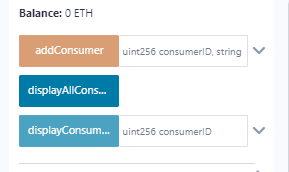 Balance: 0 ETH
addConsumer uint256 consumerID, string
displayAllCons...
displayConsum... uint256 consumerID